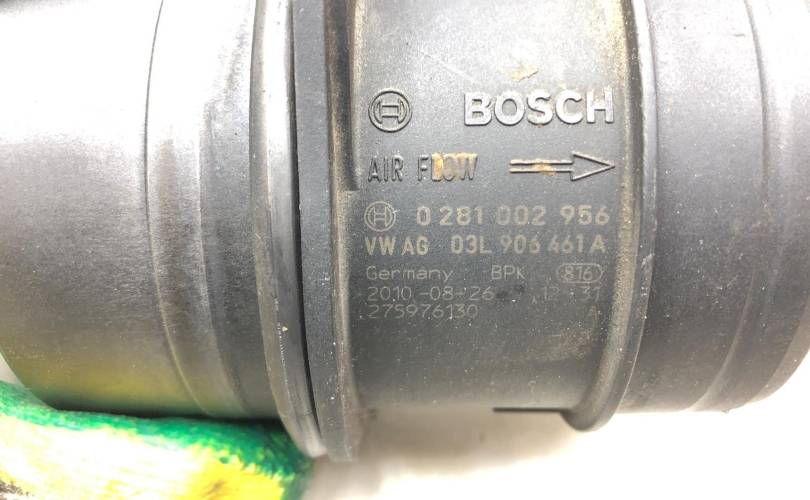 BOSCH
AIR FLOW
0 281 002 956
VW AG 03L 906 461 A
Germany BPK 816
2010-08-26 12:31
275976130 A